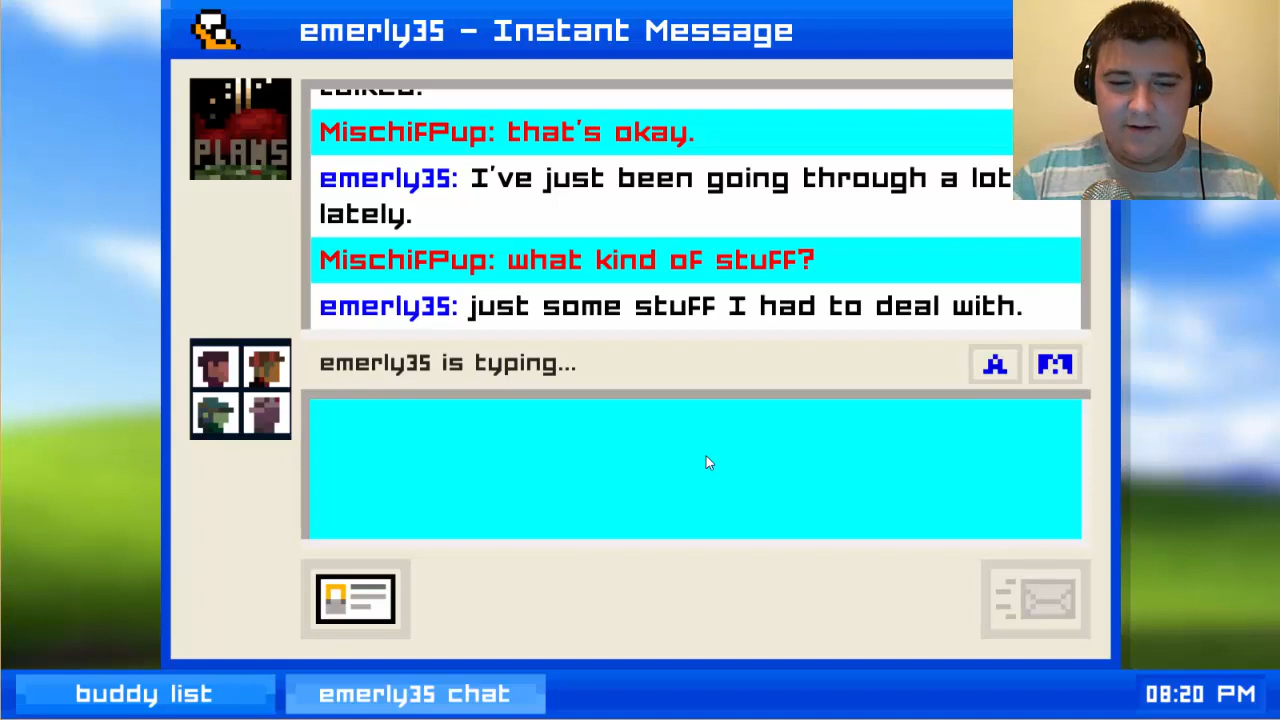 emerly35 - Instant Message
talked.
MischifPup: that's okay.
emerly35: I've just been going through a lot
lately.
MischifPup: what kind of stuff?
emerly35: just some stuff I had to deal with.
emerly35 is typing...
A
buddy list
emerly35 chat
08:20 PM